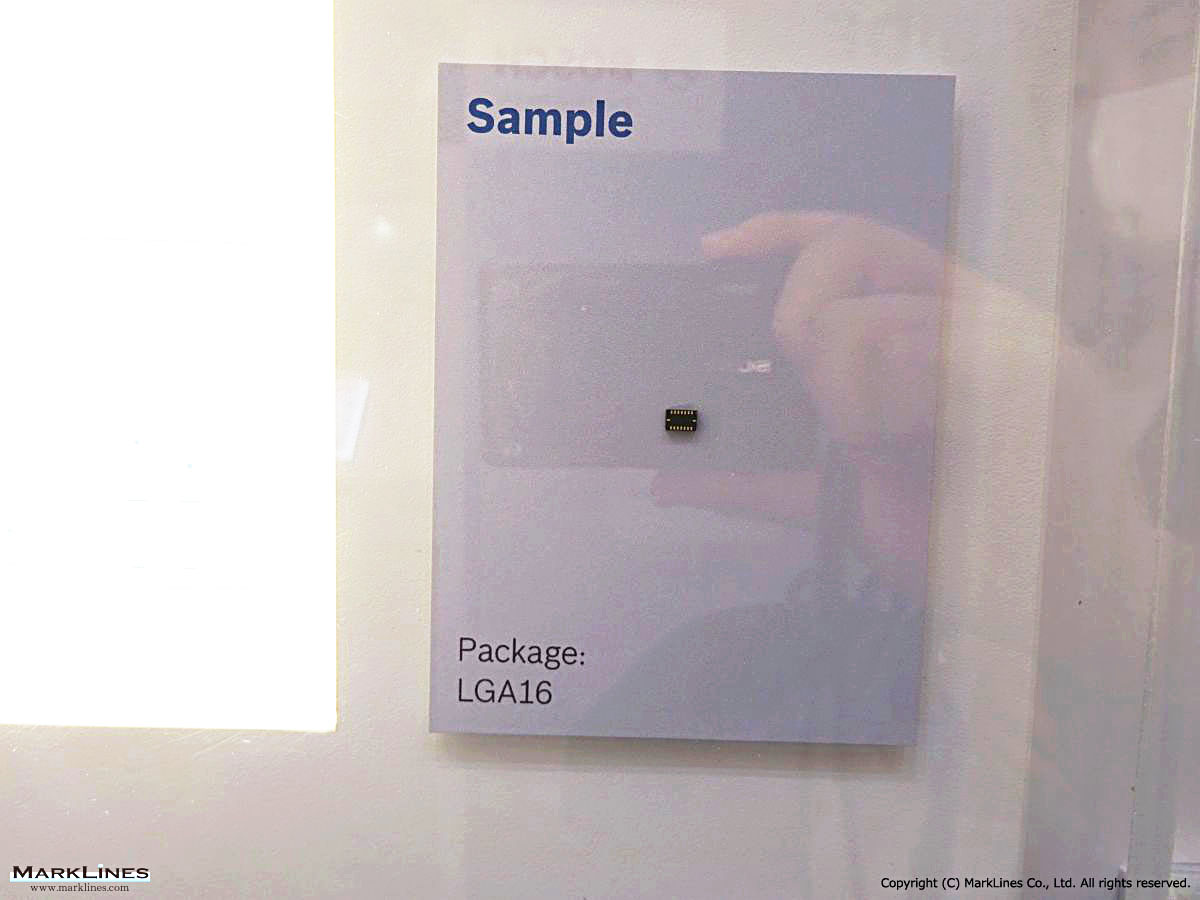 Sample
Package:
LGA16
MARKLINES
www.marklines.com
Copyright (C) MarkLines Co., Ltd. All rights reserved.